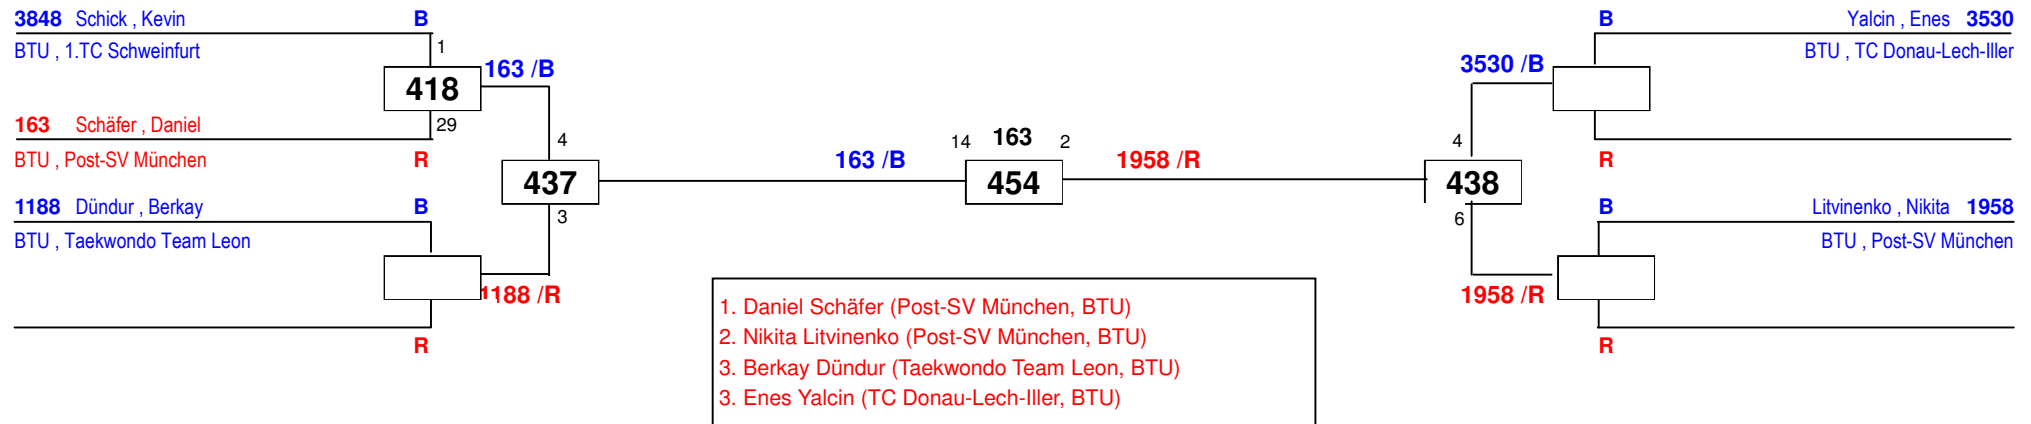 3848 Schick , Kevin B
BTU , 1.TC Schweinfurt
1
418
163 /B
29
163 Schäfer , Daniel
BTU , Post-SV München R
4
437
3
1188 Dündur , Berkay B
BTU , Taekwondo Team Leon
1188 /R
R
163 /B
14 163 2
454
1958 /R
1. Daniel Schäfer (Post-SV München, BTU)
2. Nikita Litvinenko (Post-SV München, BTU)
3. Berkay Dündur (Taekwondo Team Leon, BTU)
3. Enes Yalcin (TC Donau-Lech-Iller, BTU)
B Yalcin , Enes 3530
BTU , TC Donau-Lech-Iller
3530 /B
R
4
438
6
B Litvinenko , Nikita 1958
BTU , Post-SV München
1958 /R
R